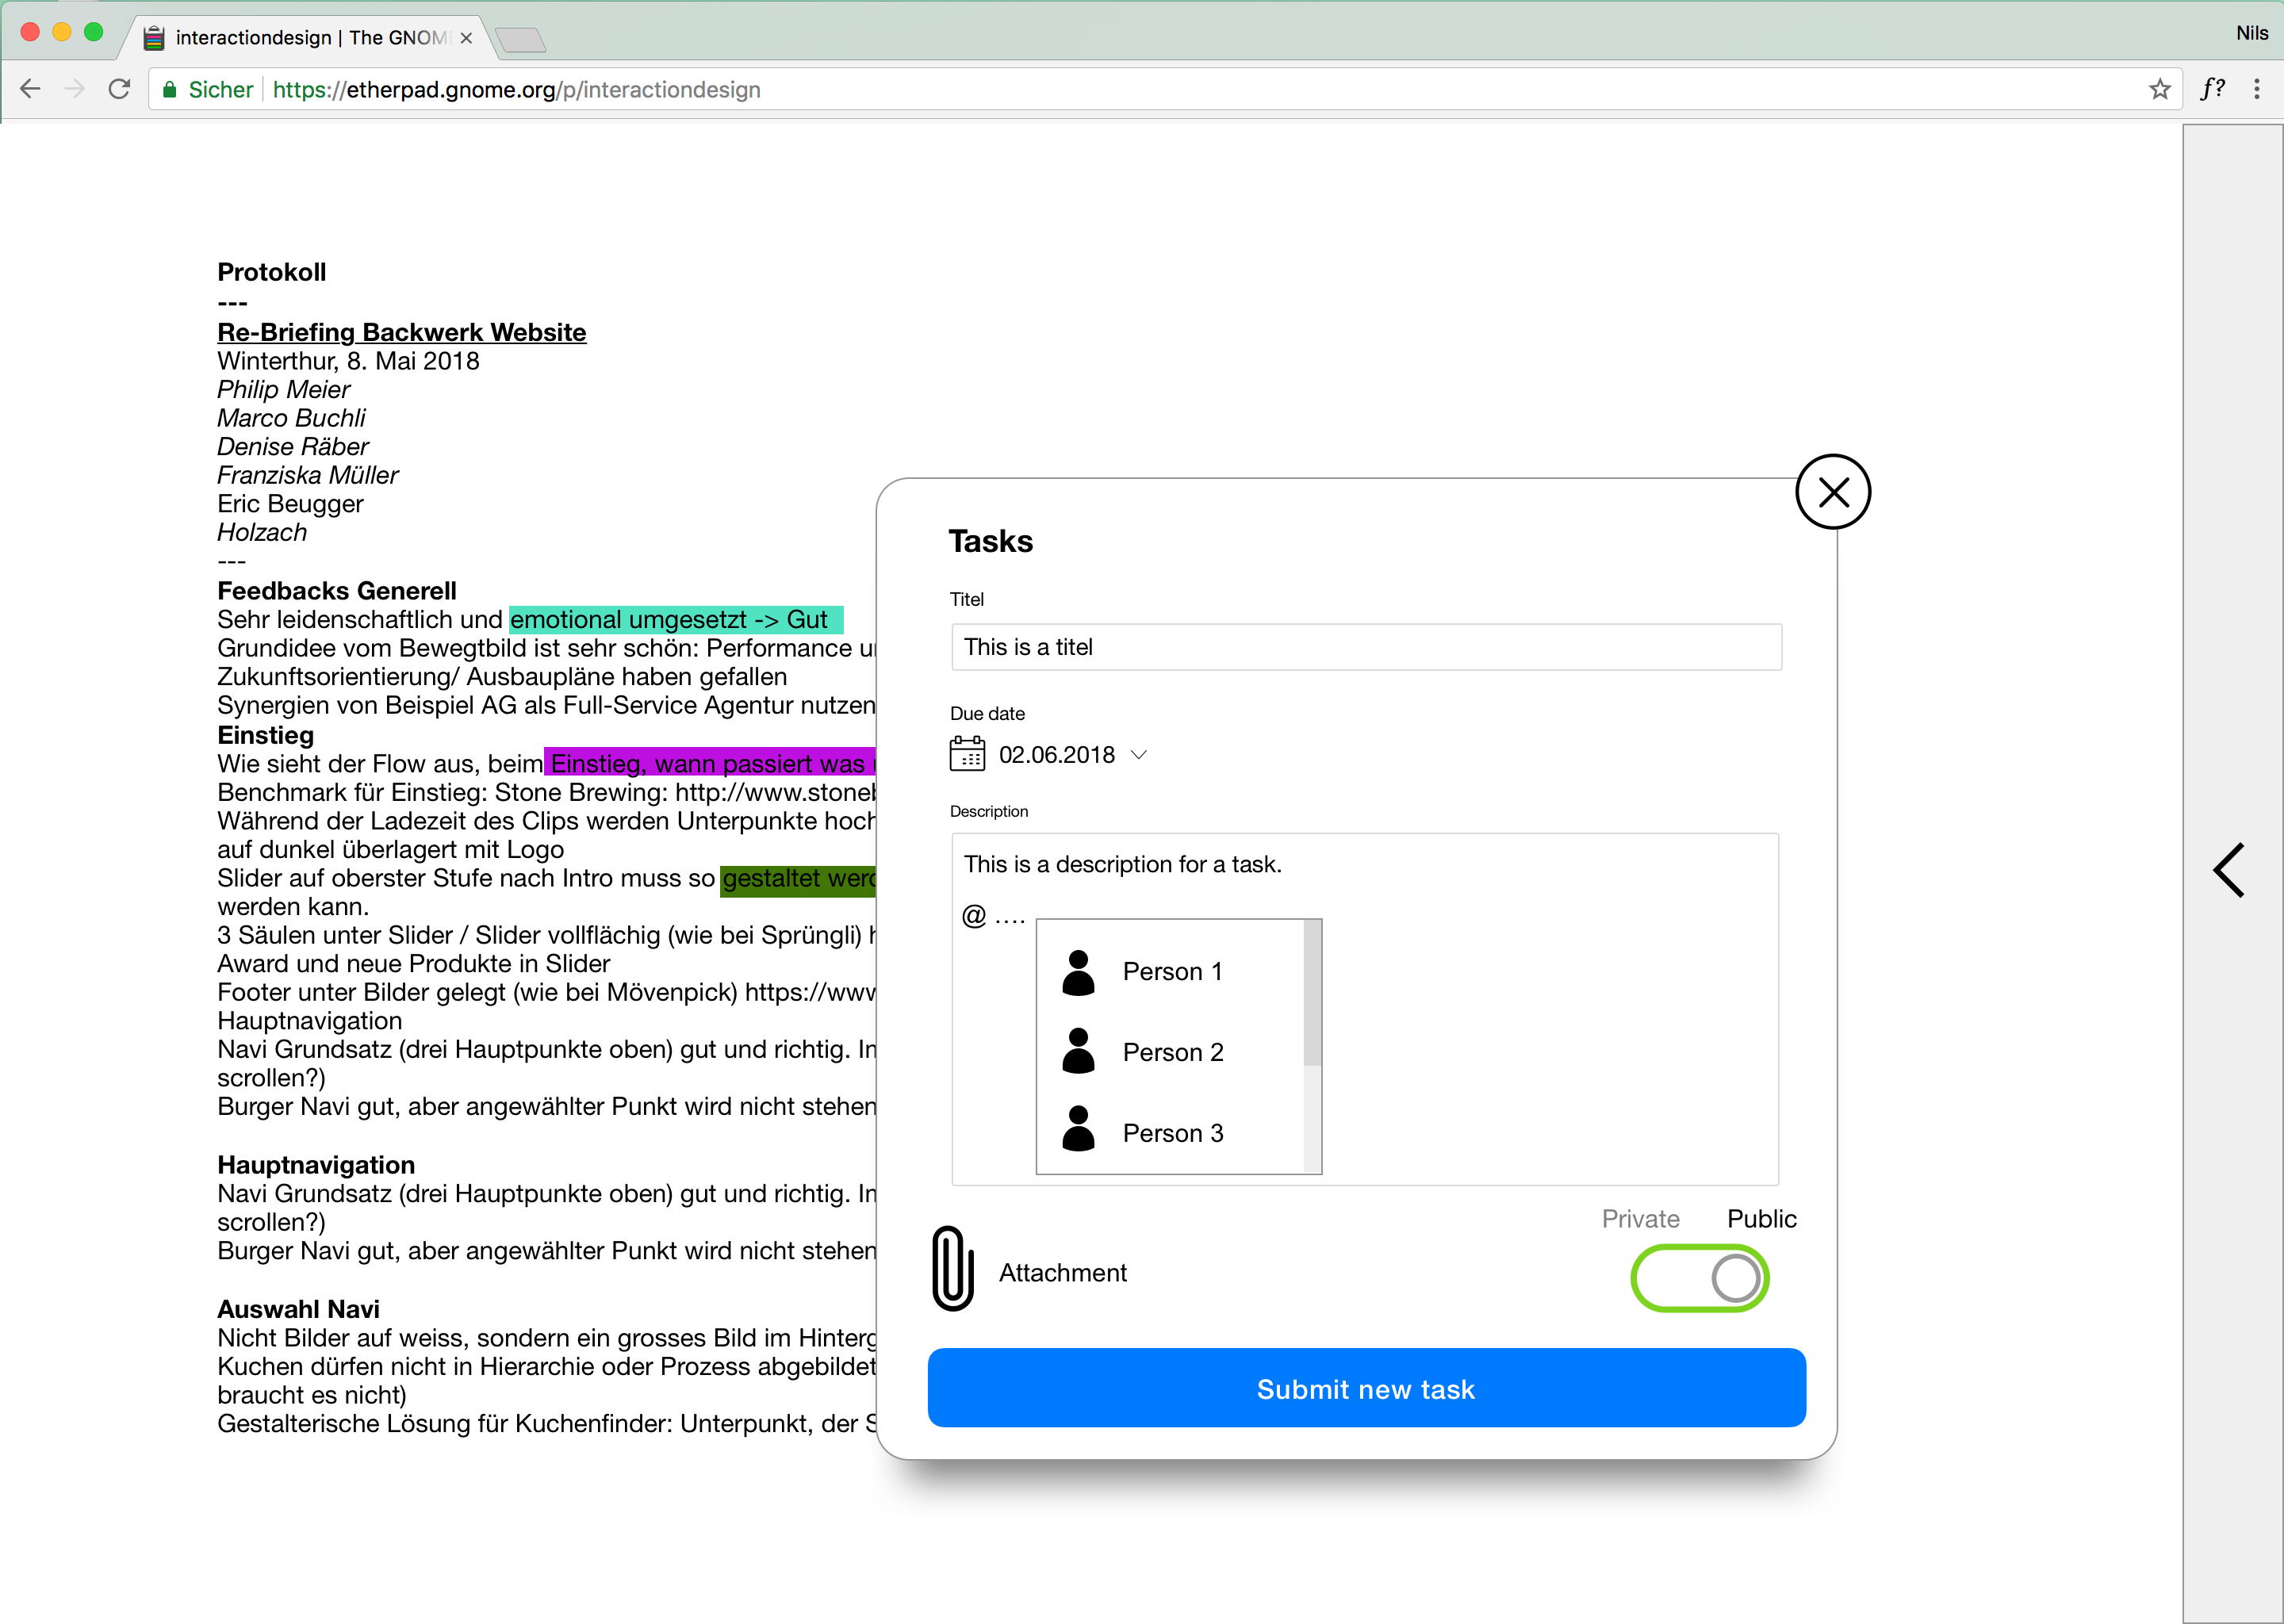 interactiondesign | The GNOM
Nils
Sicher
https://etherpad.gnome.org/p/interactiondesign
f?
Protokoll
---
Re-Briefing Backwerk Website
Winterthur, 8. Mai 2018
Philip Meier
Marco Buchli
Denise Räber
Franziska Müller
Eric Beugger
Holzach
---
Feedbacks Generell
Sehr leidenschaftlich und emotional umgesetzt -> Gut
Grundidee vom Bewegtbild ist sehr schön: Performance
Zukunftsorientierung/ Ausbaupläne haben gefallen
Synergien von Beispiel AG als Full-Service Agentur nutzen
Einstieg
Wie sieht der Flow aus, beim Einstieg, wann passiert was
Benchmark für Einstieg: Stone Brewing: http://www.stone
Während der Ladezeit des Clips werden Unterpunkte hoch
auf dunkel überlagert mit Logo
Slider auf oberster Stufe nach Intro muss so gestaltet werd
werden kann.
3 Säulen unter Slider / Slider vollflächig (wie bei Sprüngli)
Award und neue Produkte in Slider
Footer unter Bilder gelegt (wie bei Mövenpick) https://www
Hauptnavigation
Navi Grundsatz (drei Hauptpunkte oben) gut und richtig. In
scrollen?)
Burger Navi gut, aber angewählter Punkt wird nicht stehen
Hauptnavigation
Navi Grundsatz (drei Hauptpunkte oben) gut und richtig. In
scrollen?)
Burger Navi gut, aber angewählter Punkt wird nicht stehen
Auswahl Navi
Nicht Bilder auf weiss, sondern ein grosses Bild im Hinterg
Kuchen dürfen nicht in Hierarchie oder Prozess abgebildet
braucht es nicht)
Gestalterische Lösung für Kuchenfinder: Unterpunkt, der S
Tasks
Titel
This is a titel
Due date
02.06.2018
Description
This is a description for a task.
@ ....
Person 1
Person 2
Person 3
Private Public
Attachment
Submit new task